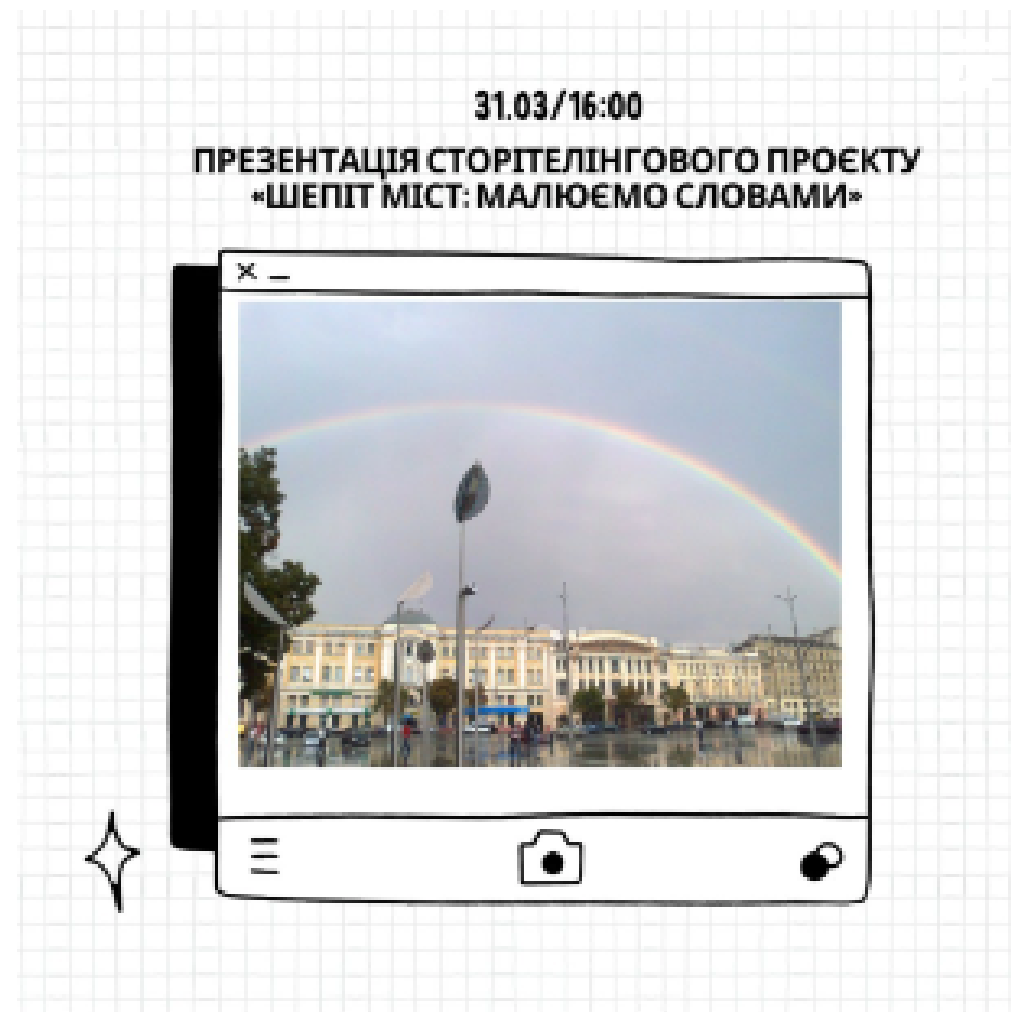 31.03/16:00
ПРЕЗЕНТАЦІЯ СТОРІТЕЛІНГОВОГО ПРОЄКТУ
«ШЕПІТ МІСТ: МАЛЮЄМО СЛОВАМИ»